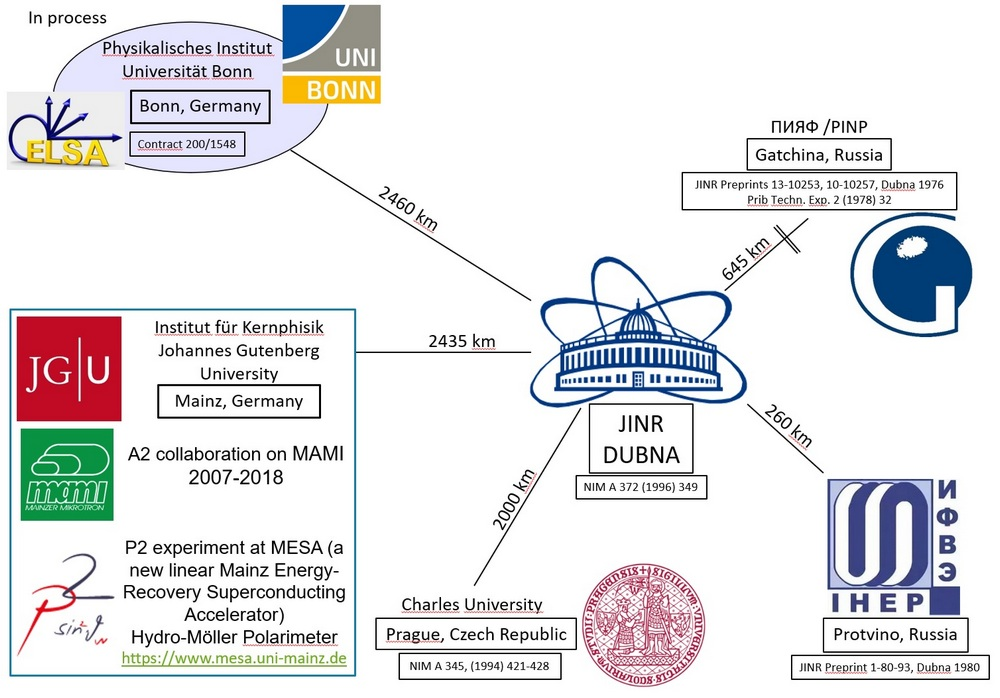 In process
Physikalisches Institut
Universität Bonn
Bonn, Germany
Contract 200/1548
ELSA
UNI
BONN
2460 km
ПИЯФ /PINP
Gatchina, Russia
JINR Preprints 13-10253, 10-10257, Dubna 1976
Prib Techn. Exp. 2 (1978) 32
645 km
JG|U
Institut für Kernphisik
Johannes Gutenberg
University
Mainz, Germany
mami
MAINZER MIKROTRON
A2 collaboration on MAMI
2007-2018
P2
sin²ϑw
P2 experiment at MESA (a
new linear Mainz Energy-
Recovery Superconducting
Accelerator)
Hydro-Möller Polarimeter
https://www.mesa.uni-mainz.de
2435 km
JINR
DUBNA
NIM A 372 (1996) 349
2000 km
Charles University
Prague, Czech Republic
NIM A 345, (1994) 421-428
260 km
ИФВЭ
IHEP
Protvino, Russia
JINR Preprint 1-80-93, Dubna 1980